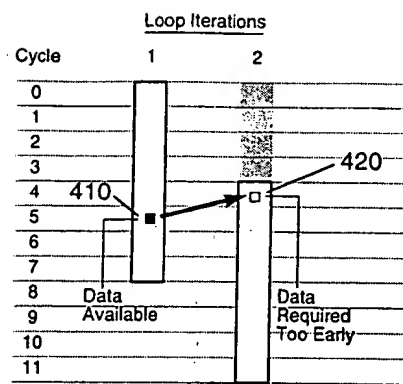 Loop Iterations
Cycle 1 2
0
1
2
3
4
5
6
7
8
9
10
11
410
420
Data
Available
Data
Required
Too Early